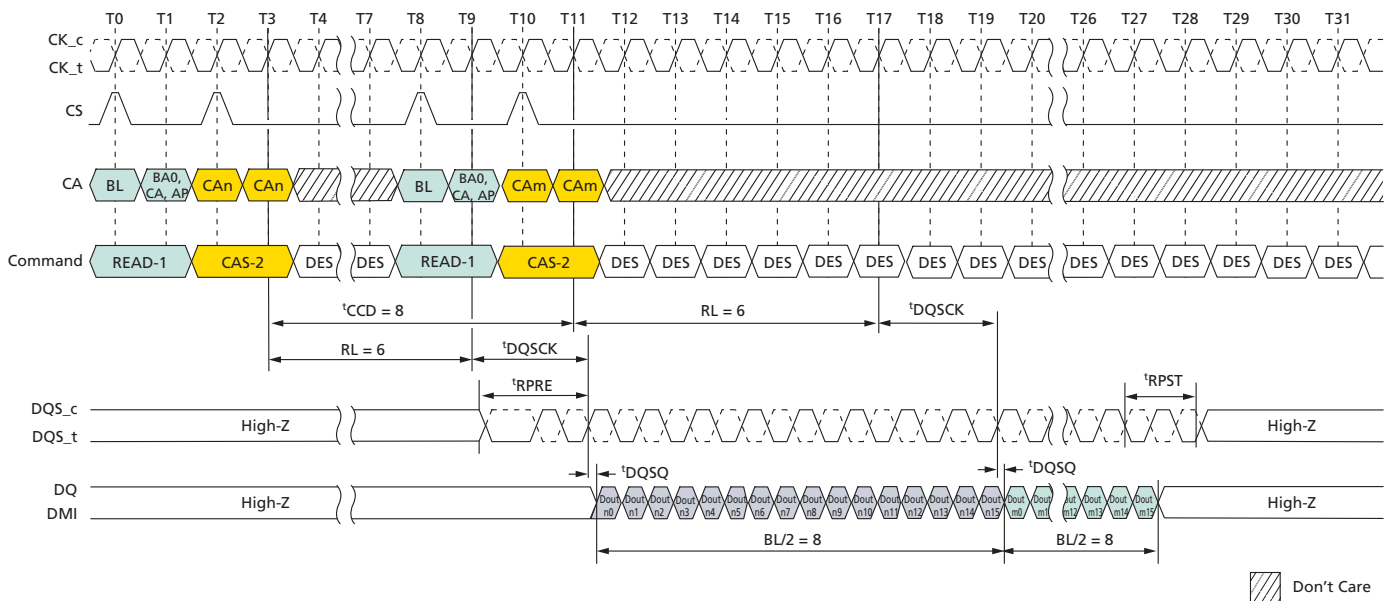 T0 T1 T2 T3 T4 T7 T8 T9 T10 T11 T12 T13 T14 T15 T16 T17 T18 T19 T20 T26 T27 T28 T29 T30 T31
CK_c
CK_t
CS
CA BL BA0, CA, AP CAn CAn BL BA0, CA, AP CAm CAm
Command READ-1 CAS-2 DES DES READ-1 CAS-2 DES DES DES DES DES DES DES DES DES DES DES DES DES DES DES
tCCD = 8 RL = 6 tDQSCK
RL = 6 tDQSCK
tRPRE tRPST
DQS_c
DQS_t
High-Z High-Z
tDQSQ tDQSQ
DQ
DMI
High-Z Dout n0 Dout n1 Dout n2 Dout n3 Dout n4 Dout n5 Dout n6 Dout n7 Dout n8 Dout n9 Dout n10 Dout n11 Dout n12 Dout n13 Dout n14 Dout n15 Dout m0 Dout m1 Dout m12 Dout m13 Dout m14 Dout m15 High-Z
BL/2 = 8 BL/2 = 8
Don't Care